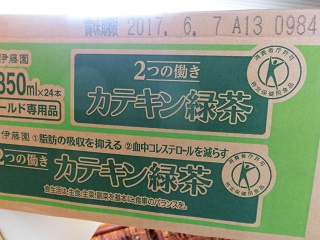 賞味期限 2017. 6. 7 A13 0984
伊藤園
350ml×24本
ールド専用品
2つの働き
カテキン緑茶
消費者庁許可
特定保健用食品
伊藤園 ①脂肪の吸収を抑える ②血中コレステロールを減らす
2つの働き
カテキン緑茶
消費者庁許可
特定保健用食品
食生活は、主食、主菜、副菜を基本に、食事のバランスを。